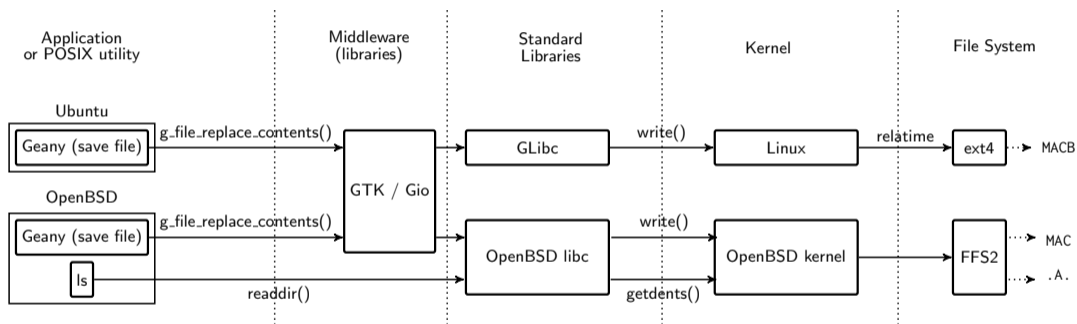 Application
or POSIX utility
Middleware
(libraries)
Standard
Libraries
Kernel
File System
Ubuntu
Geany (save file)
g_file_replace_contents()
GTK / Gio
GLibc
write()
Linux
relatime
ext4
MACB
OpenBSD
Geany (save file)
g_file_replace_contents()
OpenBSD libc
write()
OpenBSD kernel
FFS2
MAC
ls
readdir()
getdents()
.A.